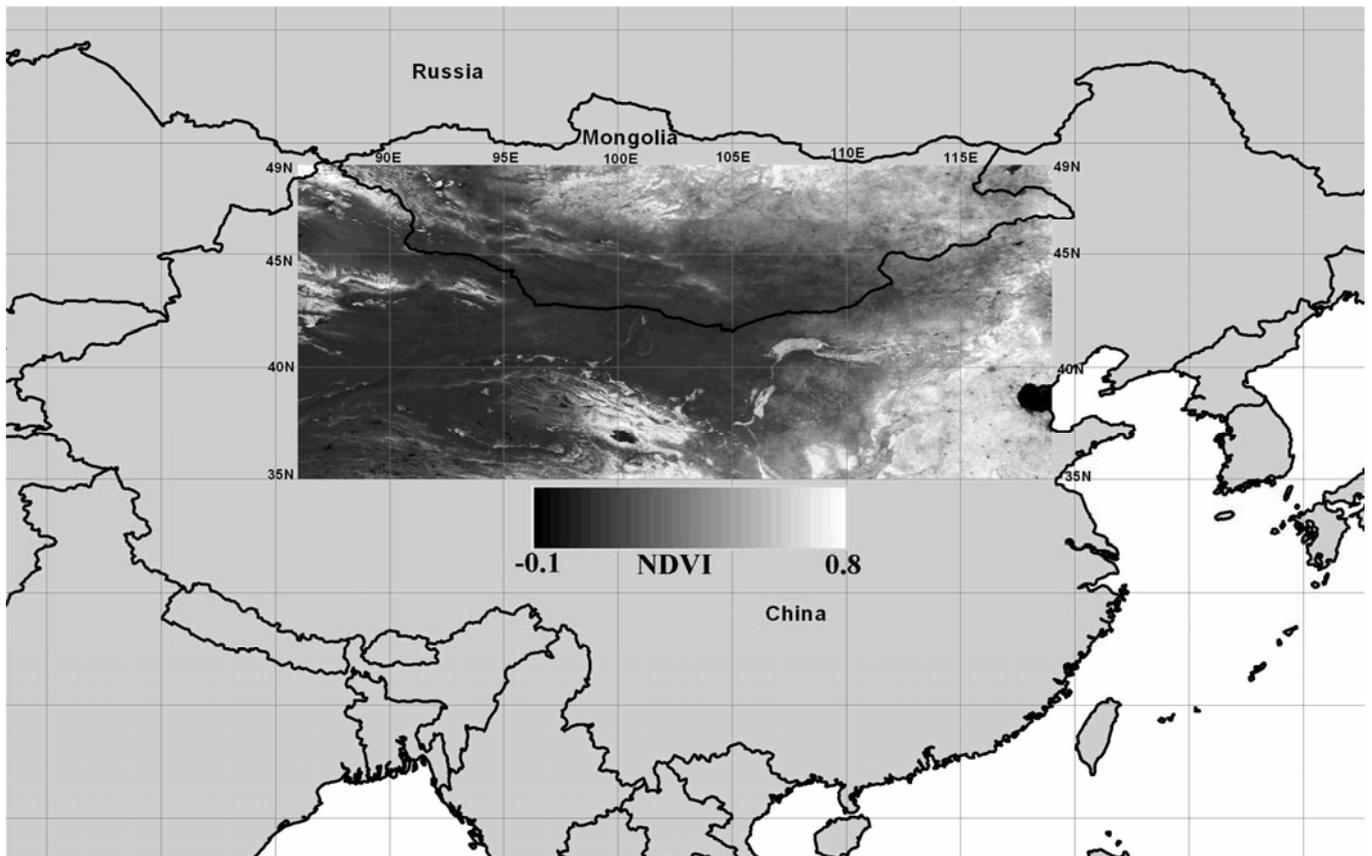 Russia
Mongolia
90E 95E 100E 105E 110E 115E
49N 49N
45N 45N
40N 40N
35N 35N
-0.1 NDVI 0.8
China